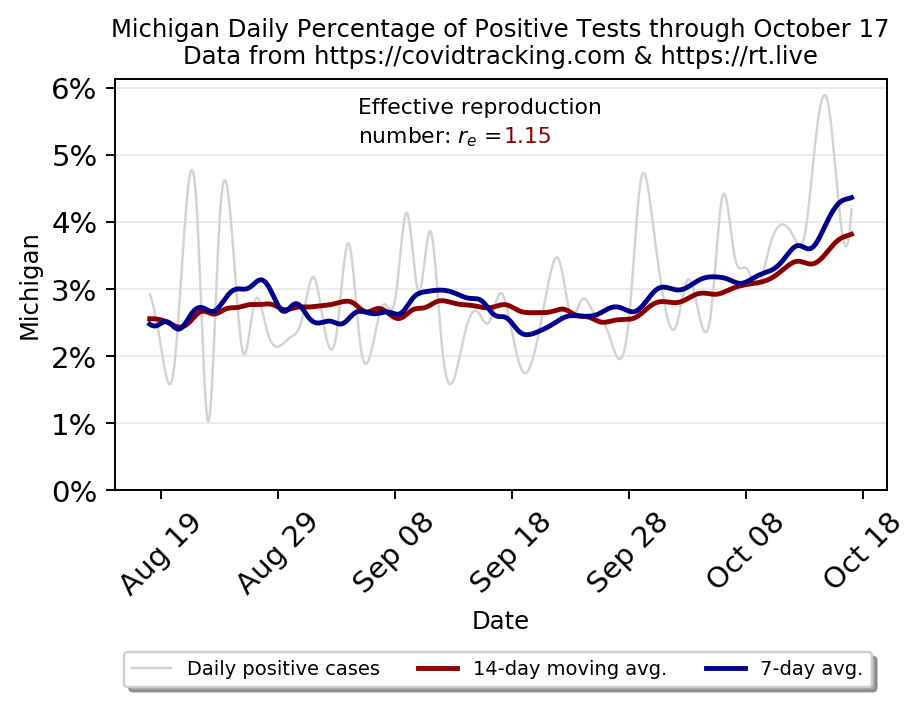 Michigan Daily Percentage of Positive Tests through October 17
Data from https://covidtracking.com & https://rt.live
Effective reproduction
number: rₑ =1.15
6%
5%
4%
3%
2%
1%
0%
Michigan
Aug 19
Aug 29
Sep 08
Sep 18
Sep 28
Oct 08
Oct 18
Date
Daily positive cases
14-day moving avg.
7-day avg.